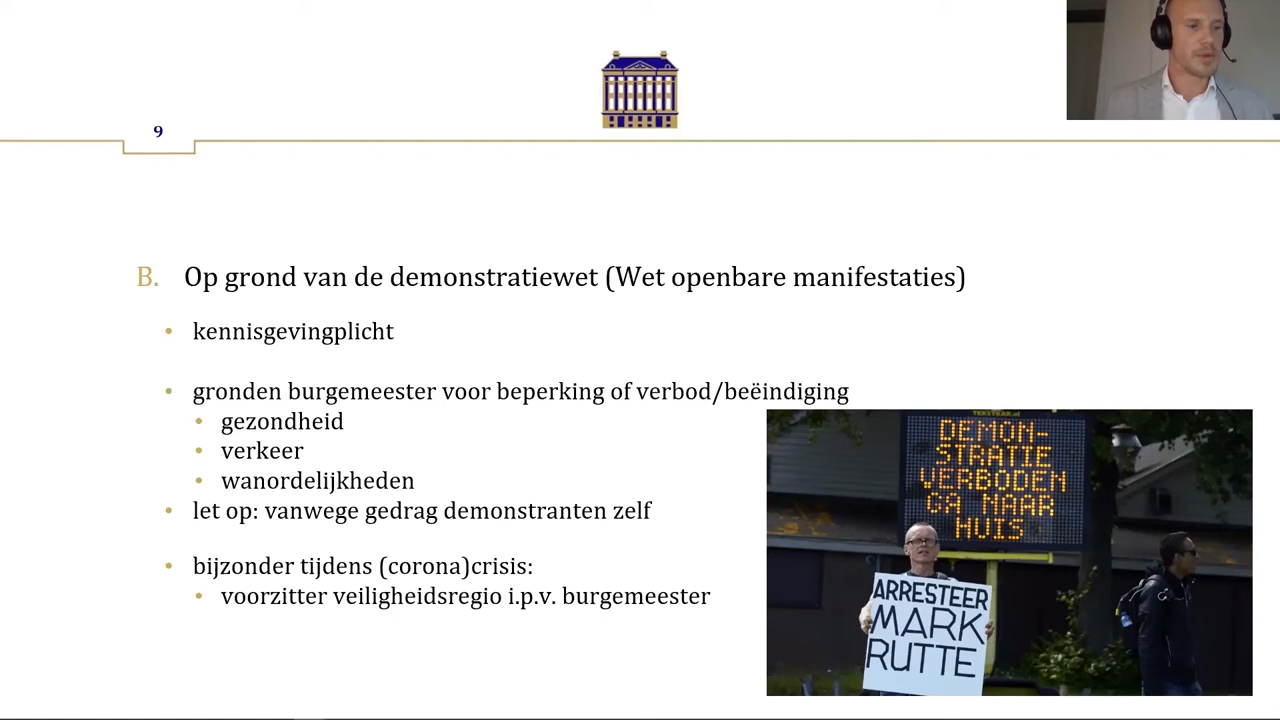 9
B. Op grond van de demonstratiewet (Wet openbare manifestaties)
• kennisgevingplicht
• gronden burgemeester voor beperking of verbod/beëindiging
• gezondheid
• verkeer
• wanordelijkheden
• let op: vanwege gedrag demonstranten zelf
• bijzonder tijdens (corona)crisis:
• voorzitter veiligheidsregio i.p.v. burgemeester
TEKSTKAR.nl
DEMON-
STRATIE
VERBODEN
GA NAAR
HUIS
ARRESTEER
MARK
RUTTE